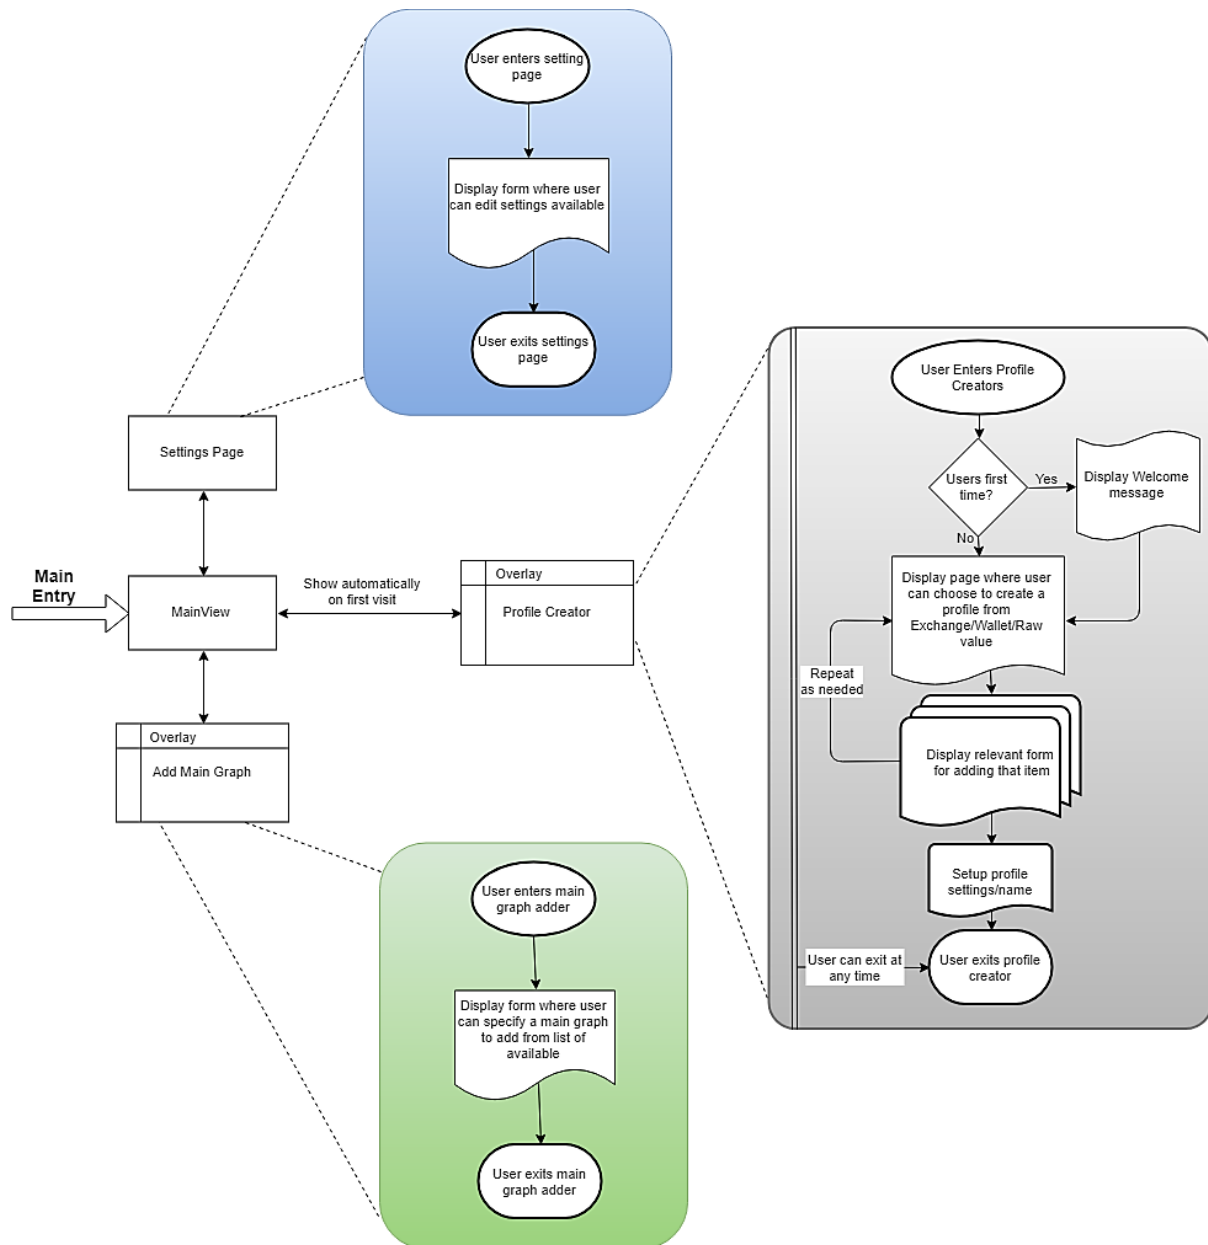 User enters setting
page
Display form where user
can edit settings available
User exits settings
page
Settings Page
Main
Entry
MainView
Show automatically
on first visit
Overlay
Profile Creator
Overlay
Add Main Graph
User enters main
graph adder
Display form where user
can specify a main graph
to add from list of
available
User exits main
graph adder
User Enters Profile
Creators
Users first
time?
Yes
Display Welcome
message
No
Display page where user
can choose to create a
profile from
Exchange/Wallet/Raw
value
Repeat
as needed
Display relevant form
for adding that item
Setup profile
settings/name
User can exit at
any time
User exits profile
creator